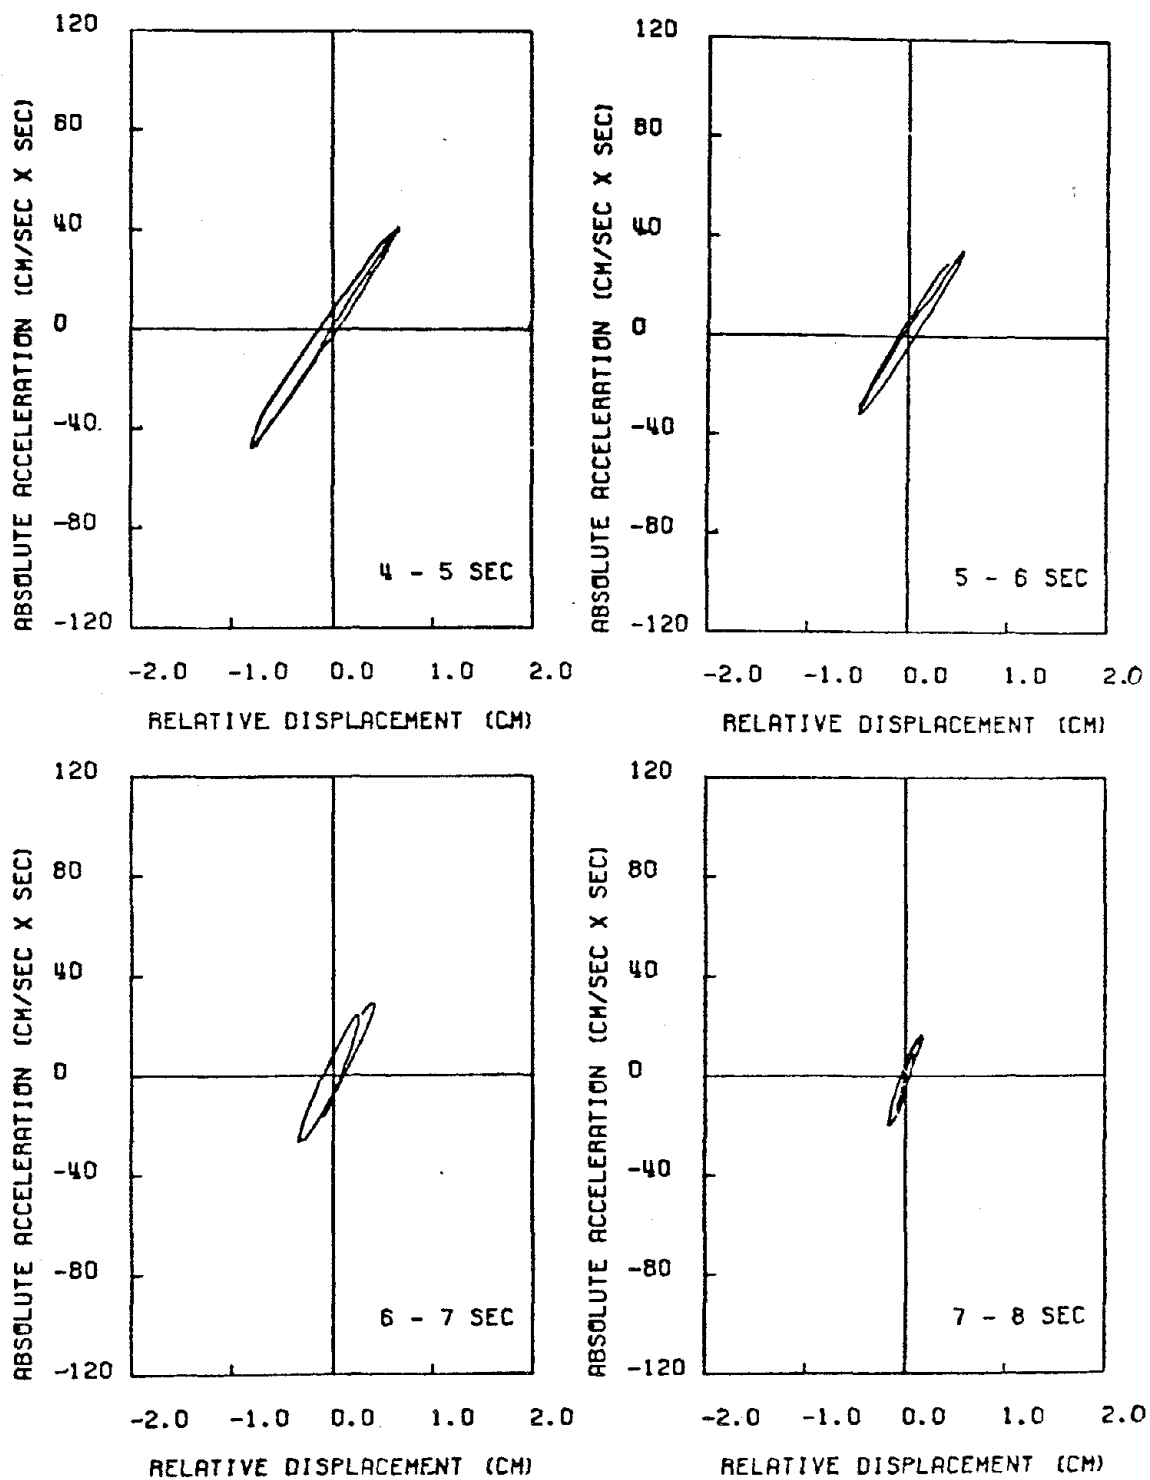 120
80
40
0
-40
-80
-120
ABSOLUTE ACCELERATION (CM/SEC X SEC)
4 - 5 SEC
-2.0 -1.0 0.0 1.0 2.0
RELATIVE DISPLACEMENT (CM)
120
80
40
0
-40
-80
-120
ABSOLUTE ACCELERATION (CM/SEC X SEC)
5 - 6 SEC
-2.0 -1.0 0.0 1.0 2.0
RELATIVE DISPLACEMENT (CM)
120
80
40
0
-40
-80
-120
ABSOLUTE ACCELERATION (CM/SEC X SEC)
6 - 7 SEC
-2.0 -1.0 0.0 1.0 2.0
RELATIVE DISPLACEMENT (CM)
120
80
40
0
-40
-80
-120
ABSOLUTE ACCELERATION (CM/SEC X SEC)
7 - 8 SEC
-2.0 -1.0 0.0 1.0 2.0
RELATIVE DISPLACEMENT (CM)